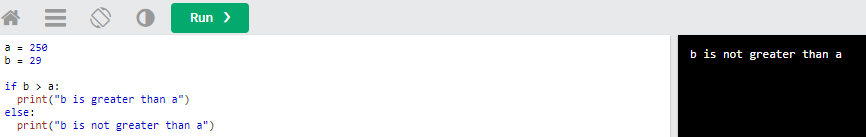 Run ❯
a = 250
b = 29
if b > a:
  print("b is greater than a")
else:
  print("b is not greater than a")
b is not greater than a